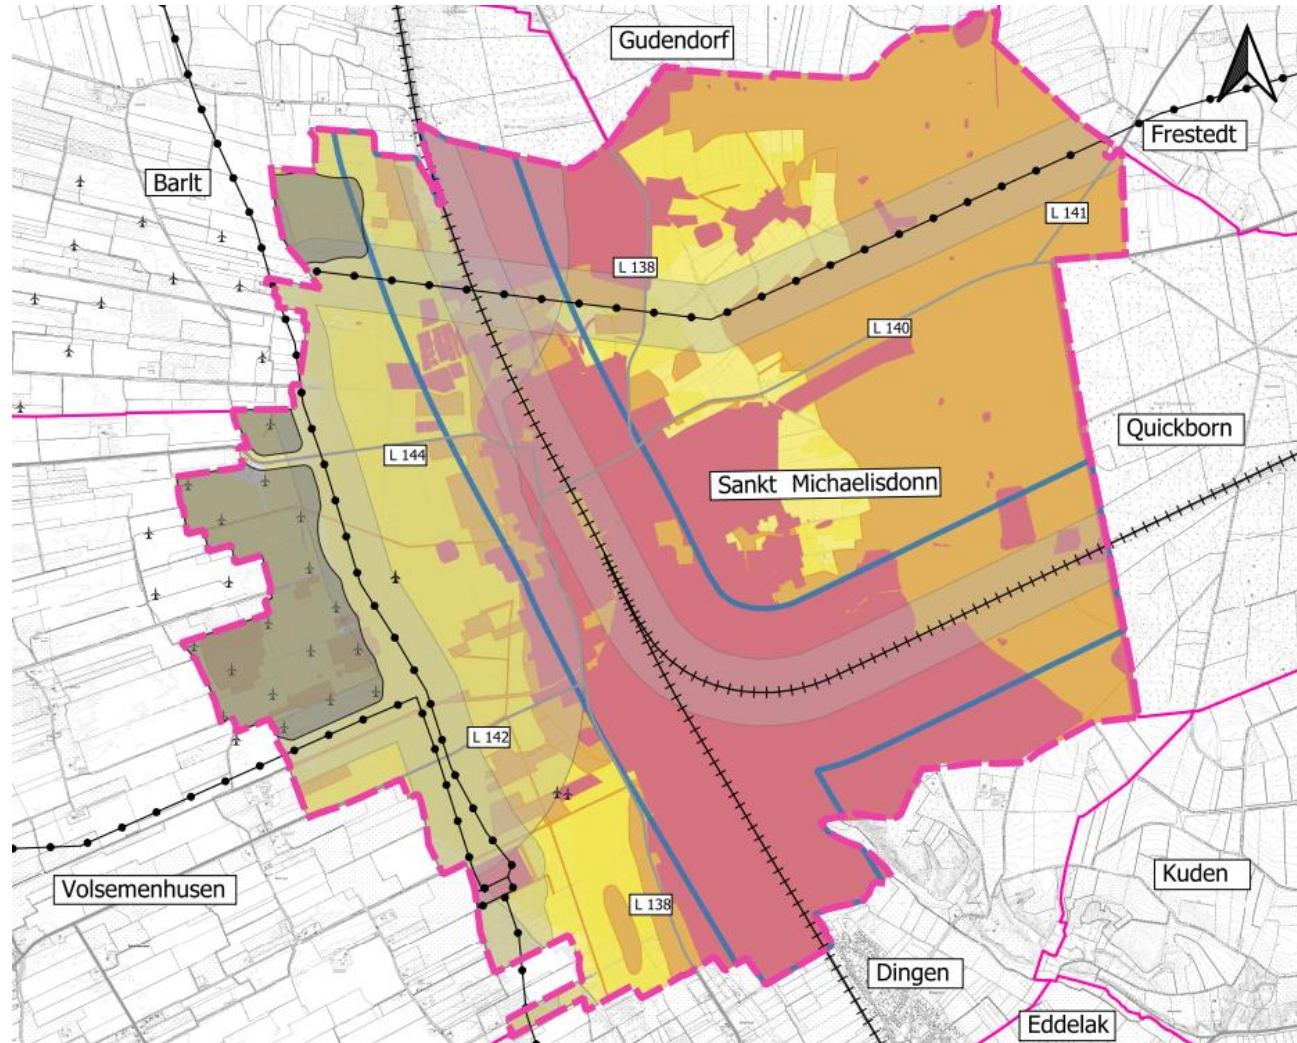 Gudendorf
Frestedt
Barlt
L 141
L 138
L 140
Quickborn
L 144
Sankt Michaelisdonn
L 142
Kuden
Volsemenhusen
L 138
Dingen
Eddelak